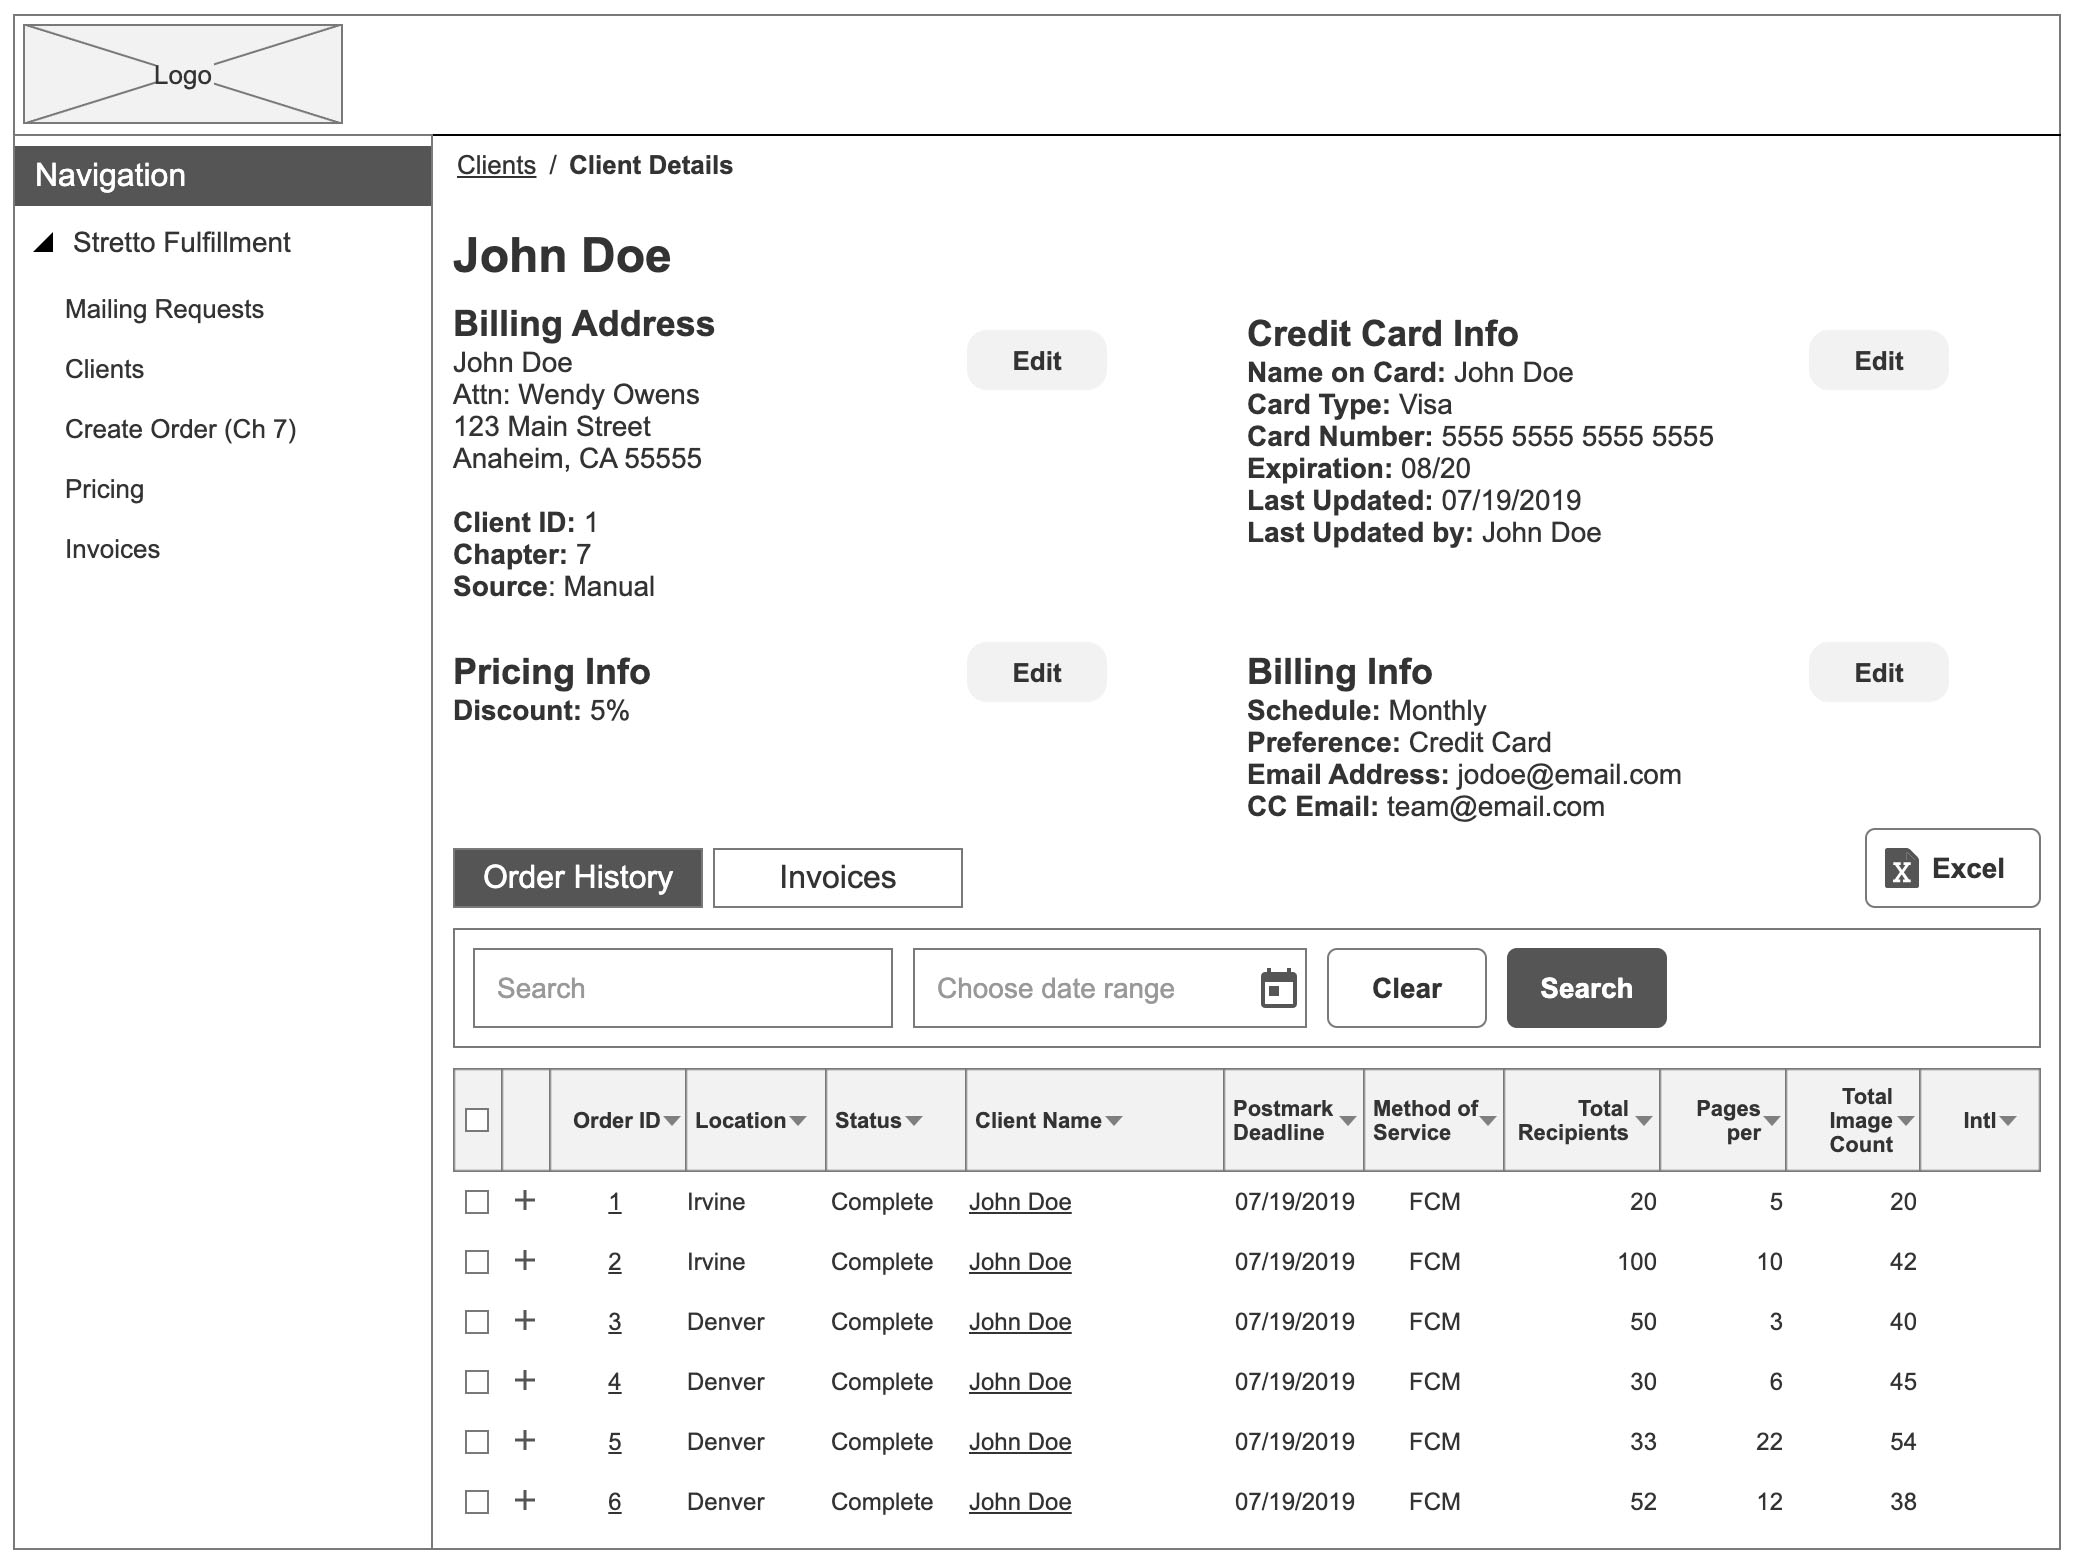 Logo
Navigation
Stretto Fulfillment
Mailing Requests
Clients
Create Order (Ch 7)
Pricing
Invoices
Clients / Client Details
John Doe
Billing Address
Edit
John Doe
Attn: Wendy Owens
123 Main Street
Anaheim, CA 55555
Client ID: 1
Chapter: 7
Source: Manual
Credit Card Info
Edit
Name on Card: John Doe
Card Type: Visa
Card Number: 5555 5555 5555 5555
Expiration: 08/20
Last Updated: 07/19/2019
Last Updated by: John Doe
Pricing Info
Edit
Discount: 5%
Billing Info
Edit
Schedule: Monthly
Preference: Credit Card
Email Address: jodoe@email.com
CC Email: team@email.com
Order History Invoices
X Excel
Search Choose date range Clear Search
Order ID Location Status Client Name Postmark Deadline Method of Service Total Recipients Pages per Total Image Count Intl
1 Irvine Complete John Doe 07/19/2019 FCM 20 5 20
2 Irvine Complete John Doe 07/19/2019 FCM 100 10 42
3 Denver Complete John Doe 07/19/2019 FCM 50 3 40
4 Denver Complete John Doe 07/19/2019 FCM 30 6 45
5 Denver Complete John Doe 07/19/2019 FCM 33 22 54
6 Denver Complete John Doe 07/19/2019 FCM 52 12 38